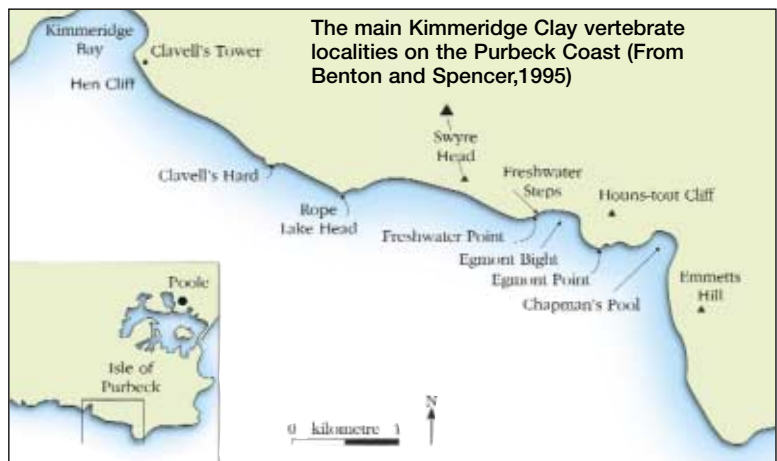 The main Kimmeridge Clay vertebrate
localities on the Purbeck Coast (From
Benton and Spencer,1995)
Kimmeridge
Bay
Clavell's Tower
Hen Cliff
Swyre
Head
Clavell's Hard
Freshwater
Steps
Houns-tout Cliff
Rope
Lake Head
Freshwater Point
Egmont Bight
Egmont Point
Chapman's Pool
Emmetts
Hill
Poole
Isle of
Purbeck
0 kilometre 1
N